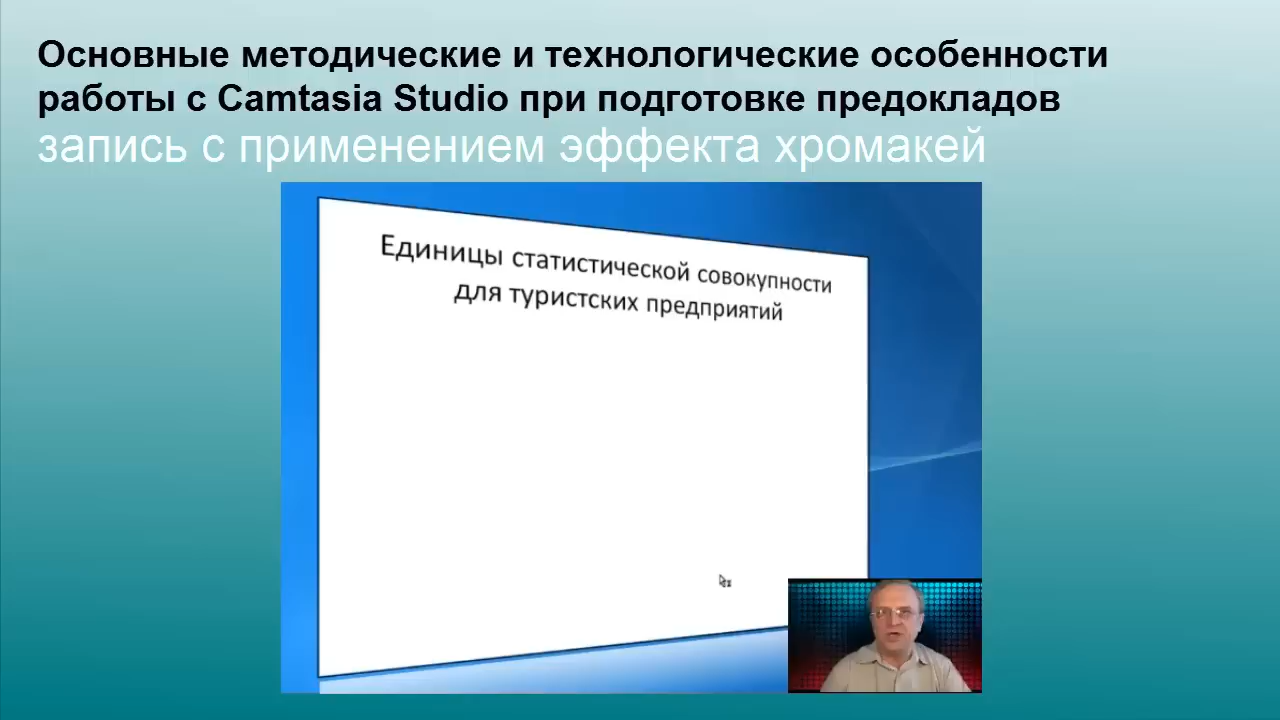 Основные методические и технологические особенности
работы с Camtasia Studio при подготовке предокладов
запись с применением эффекта хромакей
Единицы статистической совокупности
для туристских предприятий